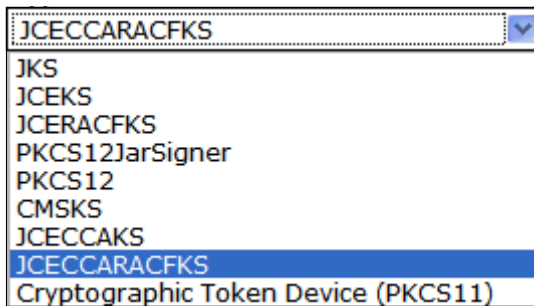 JCECCARACFKS
JKS
JCEKS
JCERACFKS
PKCS12JarSigner
PKCS12
CMSKS
JCECCAKS
JCECCARACFKS
Cryptographic Token Device (PKCS11)